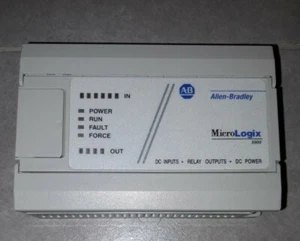 IN
AB
Allen-Bradley
POWER
RUN
FAULT
FORCE
MicroLogix
OUT
DC INPUTS • RELAY OUTPUTS • DC POWER